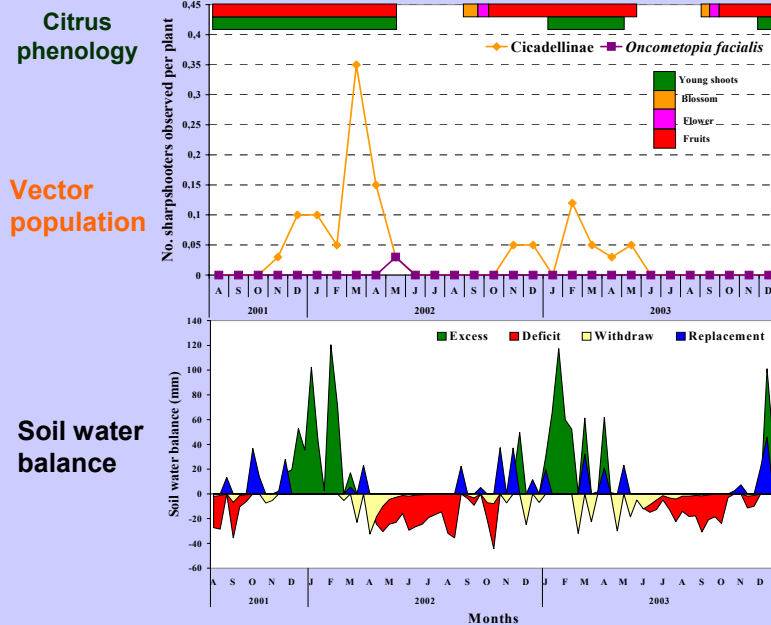 Citrus
phenology
Vector
population
Soil water
balance
No. sharpshooters observed per plant
0,45
0,4
0,35
0,3
0,25
0,2
0,15
0,1
0,05
0
Cicadellinae Oncometopia facialis
Young shoots
Blossom
Flower
Fruits
A S O N D J F M A M J J A S O N D J F M A M J J A S O N D
2001 2002 2003
Soil water balance (mm)
140
120
100
80
60
40
20
0
-20
-40
-60
Excess Deficit Withdraw Replacement
A S O N D J F M A M J J A S O N D J F M A M J J A S O N D
2001 2002 2003
Months